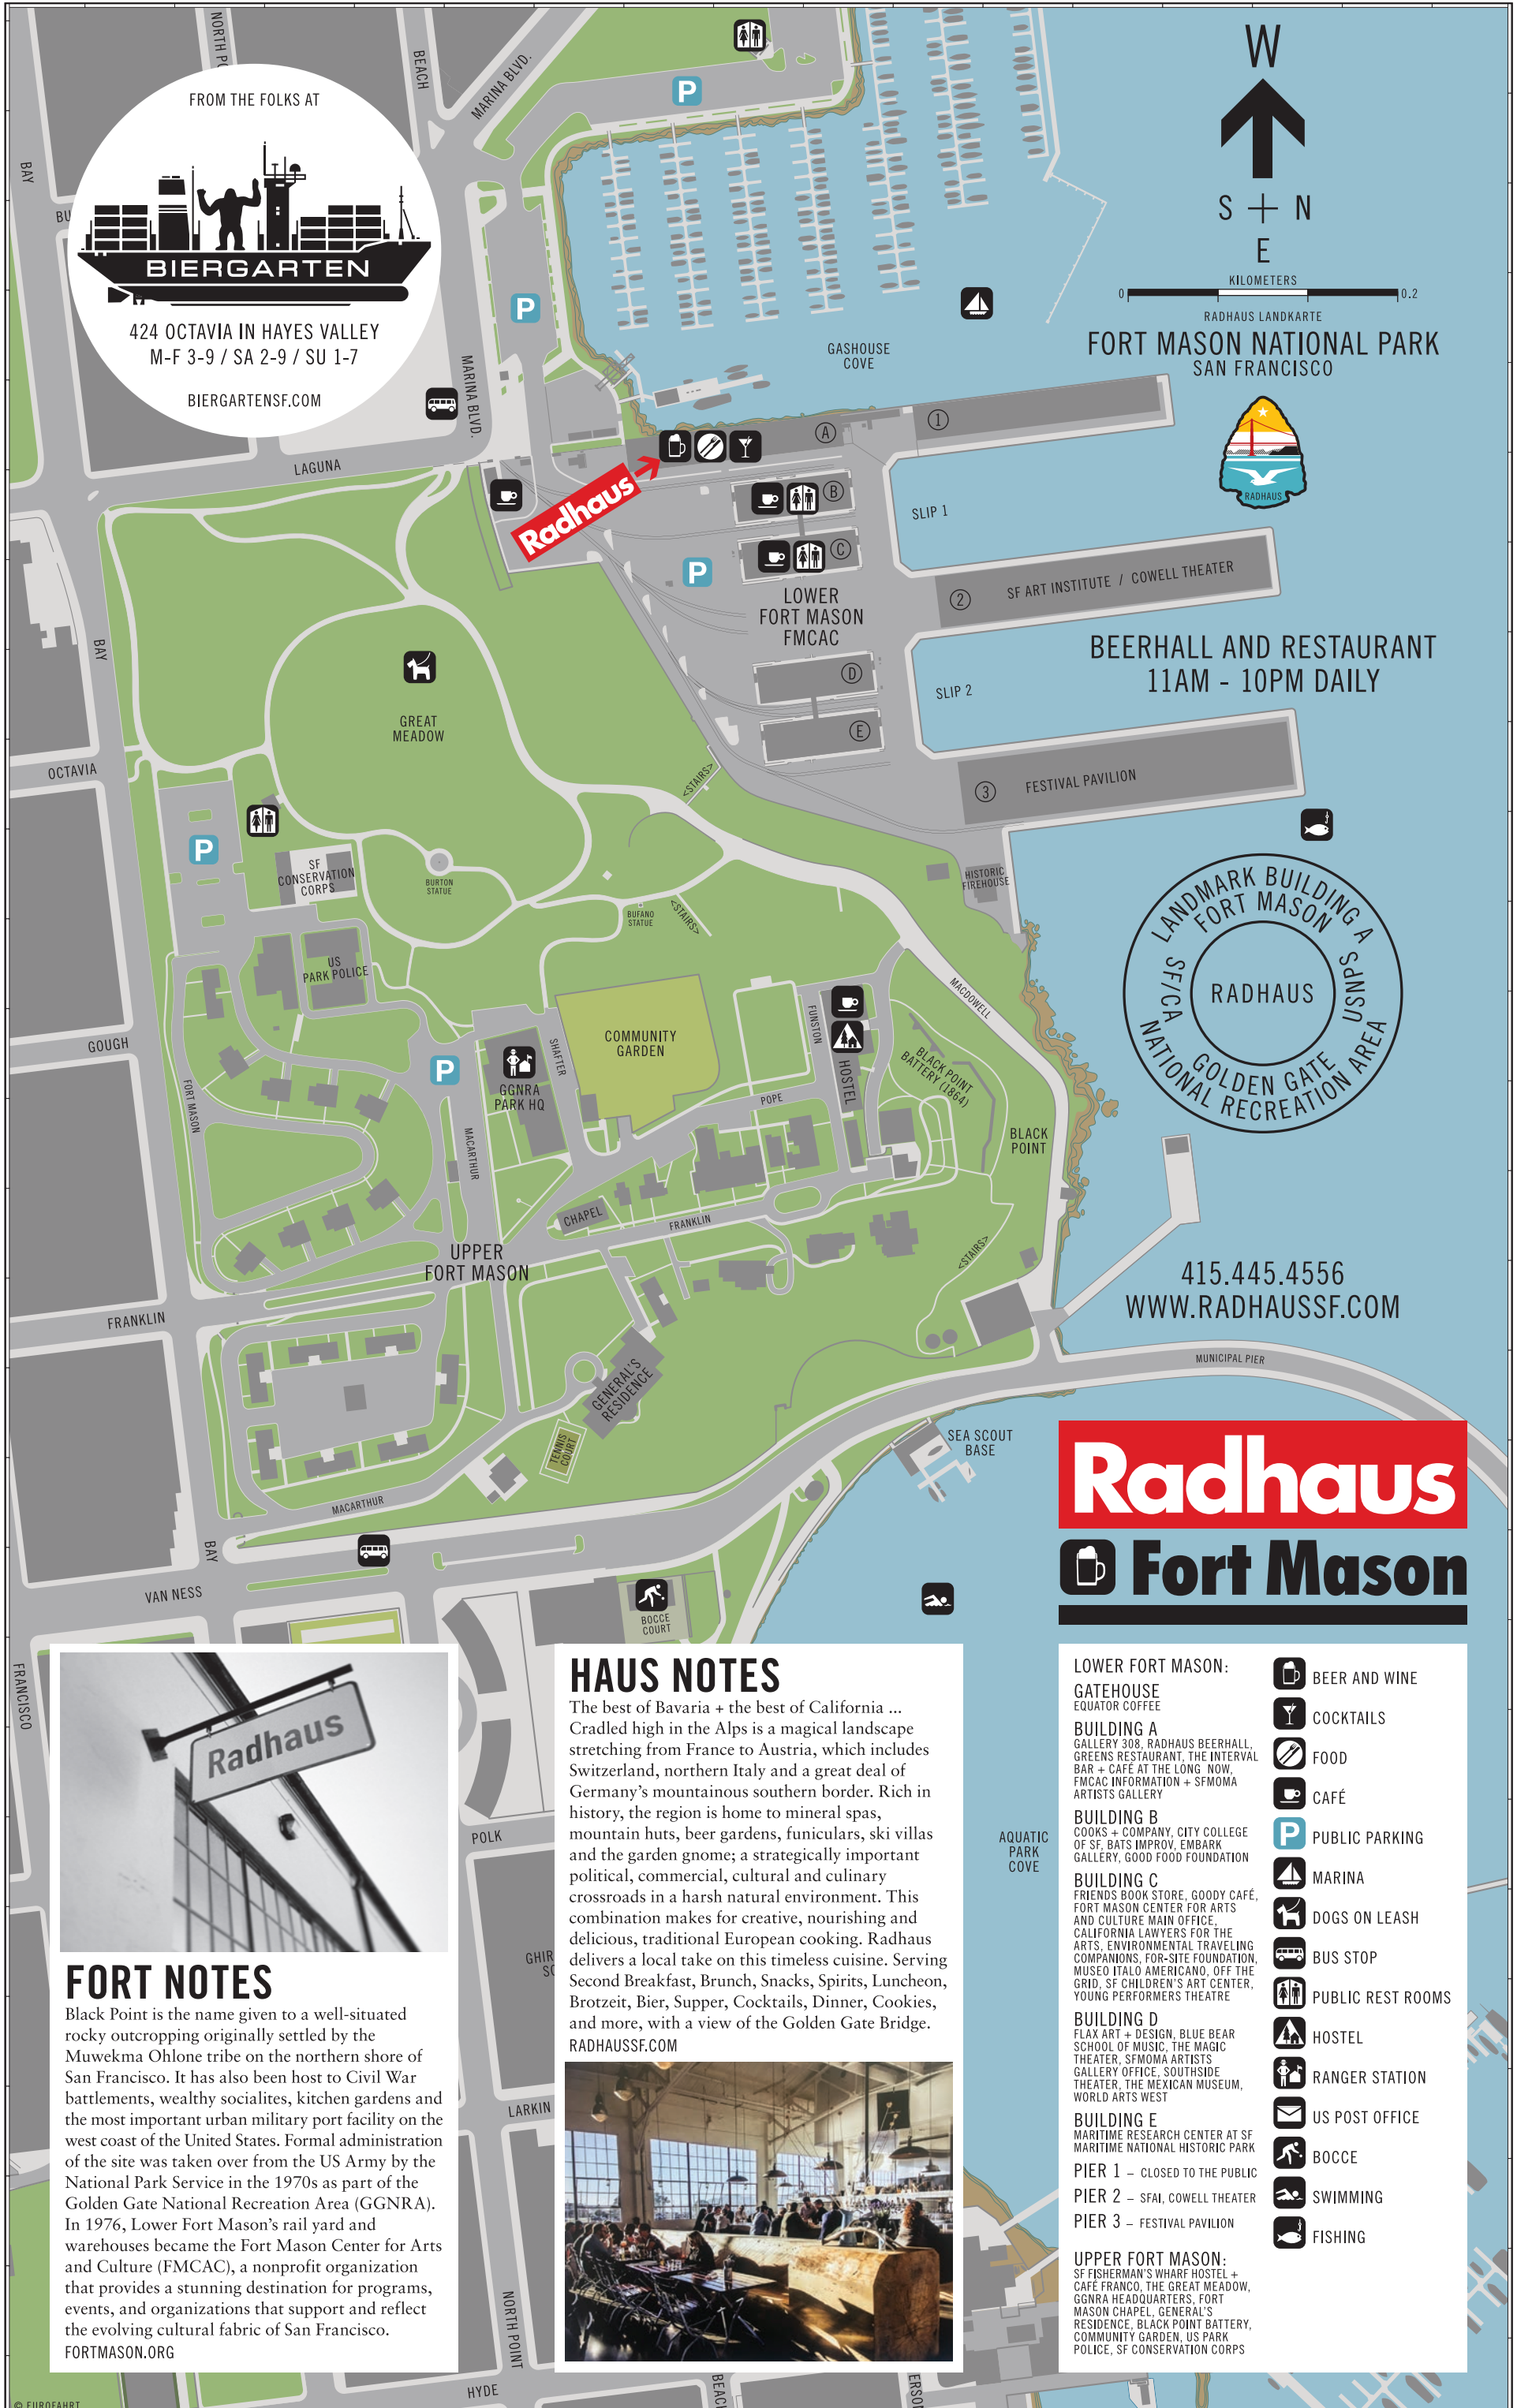 FROM THE FOLKS AT
BIERGARTEN
424 OCTAVIA IN HAYES VALLEY
M-F 3-9 / SA 2-9 / SU 1-7
BIERGARTENSF.COM
BAY
BEACH
MARINA BLVD.
MARINA BLVD.
P
P
W
S + N
E
KILOMETERS
0
0.2
RADHAUS LANDKARTE
FORT MASON NATIONAL PARK
SAN FRANCISCO
RADHAUS
GASHOUSE
COVE
LAGUNA
Radhaus
A
1
B
C
P
SLIP 1
LOWER
FORT MASON
FMCAC
2
SF ART INSTITUTE / COWELL THEATER
BEERHALL AND RESTAURANT
11AM - 10PM DAILY
D
E
SLIP 2
3
FESTIVAL PAVILION
BAY
GREAT
MEADOW
OCTAVIA
<STAIRS>
P
SF
CONSERVATION
CORPS
BURTON
STATUE
BUFANO
STATUE
<STAIRS>
HISTORIC
FIREHOUSE
US
PARK POLICE
LANDMARK BUILDING A
FORT MASON
SF/CA
RADHAUS
USNPS
GOLDEN GATE
NATIONAL RECREATION AREA
GOUGH
FORT MASON
P
GGNRA
PARK HQ
SHAFTER
COMMUNITY
GARDEN
FUNSTON
HOSTEL
MACDOWELL
BLACK POINT
BATTERY (1864)
BLACK
POINT
POPE
MACARTHUR
CHAPEL
FRANKLIN
<STAIRS>
UPPER
FORT MASON
FRANKLIN
415.445.4556
WWW.RADHAUSSF.COM
MUNICIPAL PIER
GENERAL'S
RESIDENCE
TENNIS
COURT
SEA SCOUT
BASE
MACARTHUR
BAY
VAN NESS
BOCCE
COURT
Radhaus
Fort Mason
FRANCISCO
POLK
LARKIN
NORTH POINT
HYDE
AQUATIC
PARK
COVE
Radhaus
FORT NOTES
Black Point is the name given to a well-situated
rocky outcropping originally settled by the
Muwekma Ohlone tribe on the northern shore of
San Francisco. It has also been host to Civil War
battlements, wealthy socialites, kitchen gardens and
the most important urban military port facility on the
west coast of the United States. Formal administration
of the site was taken over from the US Army by the
National Park Service in the 1970s as part of the
Golden Gate National Recreation Area (GGNRA).
In 1976, Lower Fort Mason's rail yard and
warehouses became the Fort Mason Center for Arts
and Culture (FMCAC), a nonprofit organization
that provides a stunning destination for programs,
events, and organizations that support and reflect
the evolving cultural fabric of San Francisco.
FORTMASON.ORG
HAUS NOTES
The best of Bavaria + the best of California ...
Cradled high in the Alps is a magical landscape
stretching from France to Austria, which includes
Switzerland, northern Italy and a great deal of
Germany's mountainous southern border. Rich in
history, the region is home to mineral spas,
mountain huts, beer gardens, funiculars, ski villas
and the garden gnome; a strategically important
political, commercial, cultural and culinary
crossroads in a harsh natural environment. This
combination makes for creative, nourishing and
delicious, traditional European cooking. Radhaus
delivers a local take on this timeless cuisine. Serving
Second Breakfast, Brunch, Snacks, Spirits, Luncheon,
Brotzeit, Bier, Supper, Cocktails, Dinner, Cookies,
and more, with a view of the Golden Gate Bridge.
RADHAUSSF.COM
LOWER FORT MASON:
GATEHOUSE
EQUATOR COFFEE
BUILDING A
GALLERY 308, RADHAUS BEERHALL,
GREENS RESTAURANT, THE INTERVAL
BAR + CAFÉ AT THE LONG NOW,
FMCAC INFORMATION + SFMOMA
ARTISTS GALLERY
BUILDING B
COOKS + COMPANY, CITY COLLEGE
OF SF, BATS IMPROV, EMBARK
GALLERY, GOOD FOOD FOUNDATION
BUILDING C
FRIENDS BOOK STORE, GOODY CAFÉ,
FORT MASON CENTER FOR ARTS
AND CULTURE MAIN OFFICE,
CALIFORNIA LAWYERS FOR THE
ARTS, ENVIRONMENTAL TRAVELING
COMPANIONS, FOR-SITE FOUNDATION,
MUSEO ITALO AMERICANO, OFF THE
GRID, SF CHILDREN'S ART CENTER,
YOUNG PERFORMERS THEATRE
BUILDING D
FLAX ART + DESIGN, BLUE BEAR
SCHOOL OF MUSIC, THE MAGIC
THEATER, SFMOMA ARTISTS
GALLERY OFFICE, SOUTHSIDE
THEATER, THE MEXICAN MUSEUM,
WORLD ARTS WEST
BUILDING E
MARITIME RESEARCH CENTER AT SF
MARITIME NATIONAL HISTORIC PARK
PIER 1 – CLOSED TO THE PUBLIC
PIER 2 – SFAI, COWELL THEATER
PIER 3 – FESTIVAL PAVILION
UPPER FORT MASON:
SF FISHERMAN'S WHARF HOSTEL +
CAFÉ FRANCO, THE GREAT MEADOW,
GGNRA HEADQUARTERS, FORT
MASON CHAPEL, GENERAL'S
RESIDENCE, BLACK POINT BATTERY,
COMMUNITY GARDEN, US PARK
POLICE, SF CONSERVATION CORPS
BEER AND WINE
COCKTAILS
FOOD
CAFÉ
P PUBLIC PARKING
MARINA
DOGS ON LEASH
BUS STOP
PUBLIC REST ROOMS
HOSTEL
RANGER STATION
US POST OFFICE
BOCCE
SWIMMING
FISHING
© EUROFAHRT